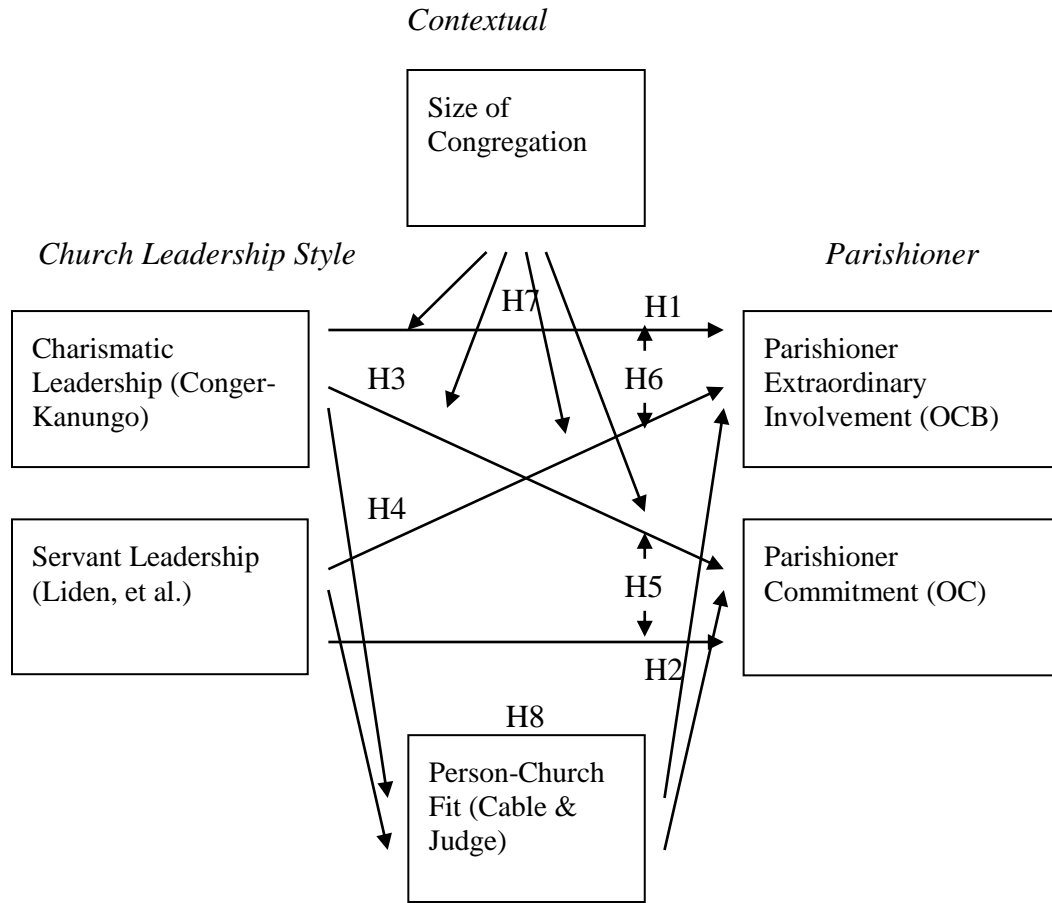 Contextual
Size of
Congregation
Church Leadership Style
Parishioner
H7
H1
Charismatic
Leadership (Conger-
Kanungo)
H3
H6
Parishioner
Extraordinary
Involvement (OCB)
H4
Servant Leadership
(Liden, et al.)
H5
Parishioner
Commitment (OC)
H2
H8
Person-Church
Fit (Cable &
Judge)